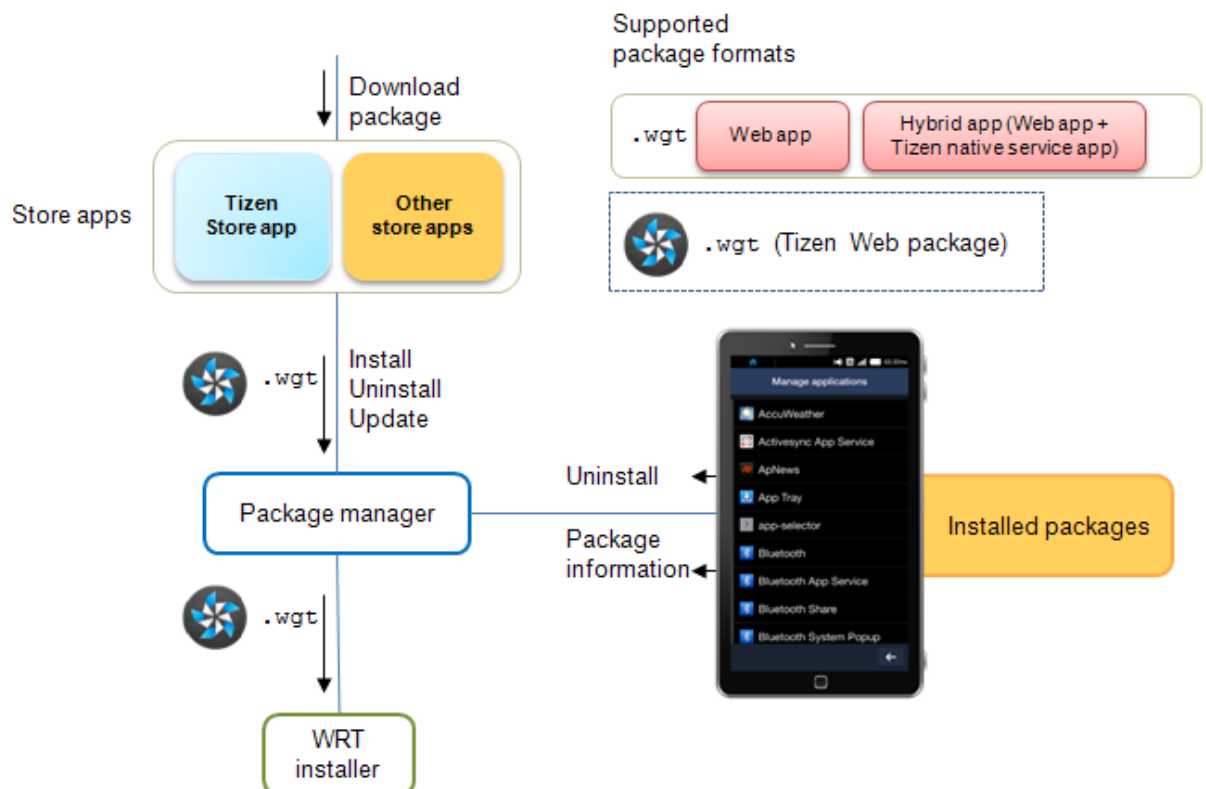 Supported
package formats
Download
package
.wgt
Web app
Hybrid app (Web app +
Tizen native service app)
Store apps
Tizen
Store app
Other
store apps
.wgt (Tizen Web package)
.wgt
Install
Uninstall
Update
Manage applications
AccuWeather
Activesync App Service
ApNews
App Tray
app-selector
Bluetooth
Bluetooth App Service
Bluetooth Share
Bluetooth System Popup
Uninstall
Package manager
Package
information
Installed packages
.wgt
WRT
installer